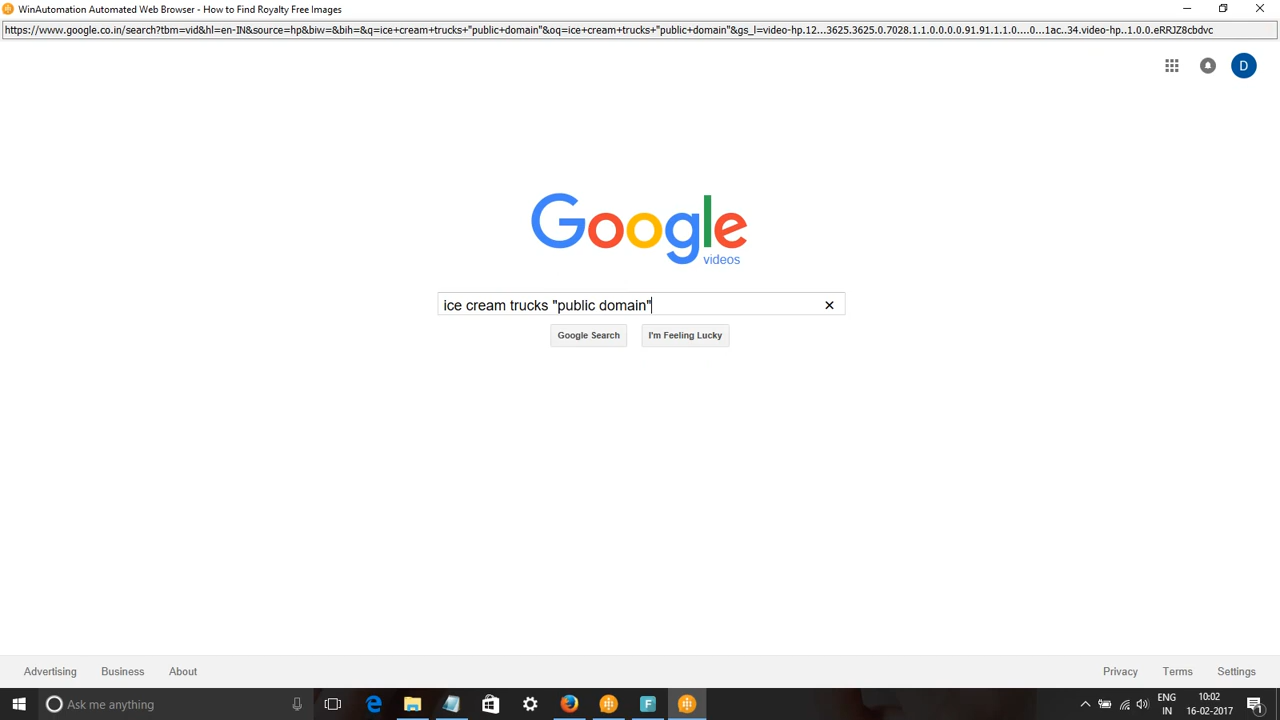 WinAutomation Automated Web Browser - How to Find Royalty Free Images
https://www.google.co.in/search?tbm=vid&hl=en-IN&source=hp&biw=&bih=&q=ice+cream+trucks+"public+domain"&oq=ice+cream+trucks+"public+domain"&gs_l=video-hp.12...3625.3625.0.7028.1.1.0.0.0.0.91.91.1.1.0....0...1ac..34.video-hp..1.0.0.eRRJZ8cbdvc
D
Google
videos
ice cream trucks "public domain"
Google Search I'm Feeling Lucky
Advertising Business About Privacy Terms Settings
Ask me anything
e
F
ENG
IN
10:02
16-02-2017
1